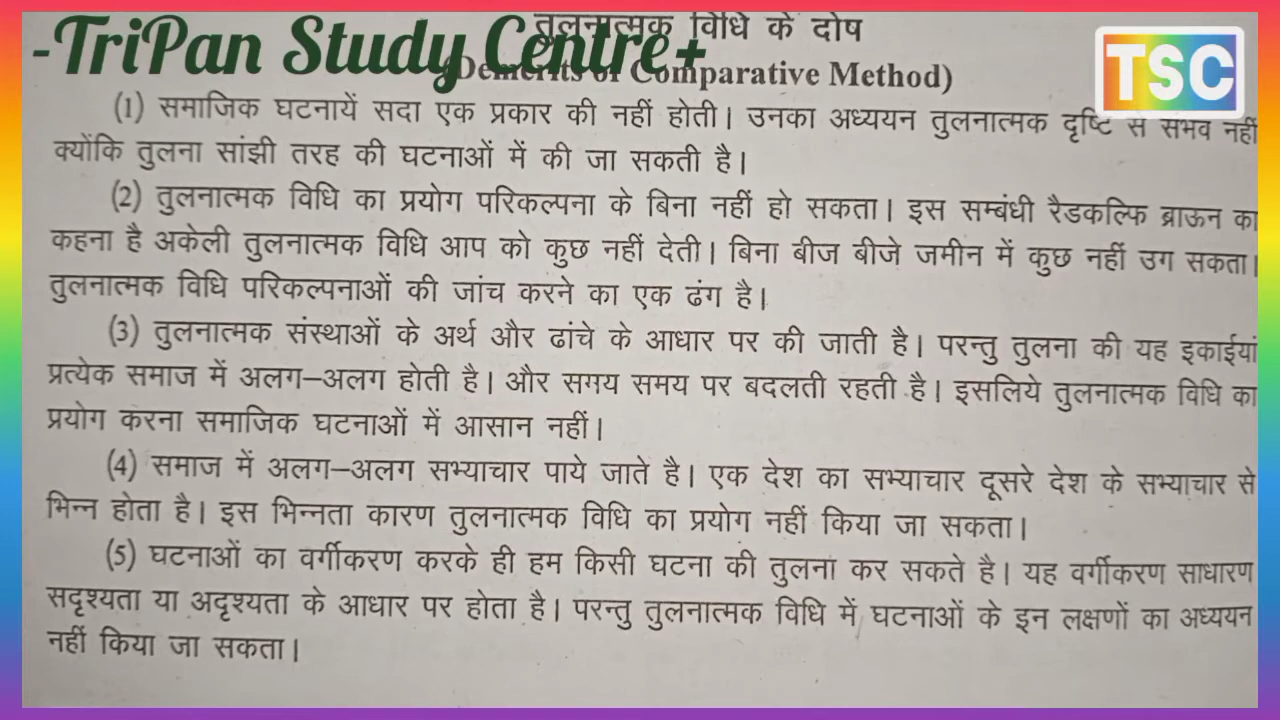 -TriPan Study Centre+
TSC
तुलनात्मक विधि के दोष
(Demerits of Comparative Method)
(1) समाजिक घटनायें सदा एक प्रकार की नहीं होती। उनका अध्ययन तुलनात्मक दृष्टि से संभव नहीं
क्योंकि तुलना सांझी तरह की घटनाओं में की जा सकती है।
(2) तुलनात्मक विधि का प्रयोग परिकल्पना के बिना नहीं हो सकता। इस सम्बंधी रैडकल्फि ब्राऊन का
कहना है अकेली तुलनात्मक विधि आप को कुछ नहीं देती। बिना बीज बीजे जमीन में कुछ नहीं उग सकता।
तुलनात्मक विधि परिकल्पनाओं की जांच करने का एक ढंग है।
(3) तुलनात्मक संस्थाओं के अर्थ और ढांचे के आधार पर की जाती है। परन्तु तुलना की यह इकाईयां
प्रत्येक समाज में अलग–अलग होती है। और समय समय पर बदलती रहती है। इसलिये तुलनात्मक विधि का
प्रयोग करना समाजिक घटनाओं में आसान नहीं।
(4) समाज में अलग–अलग सभ्याचार पाये जाते है। एक देश का सभ्याचार दूसरे देश के सभ्याचार से
भिन्न होता है। इस भिन्नता कारण तुलनात्मक विधि का प्रयोग नहीं किया जा सकता।
(5) घटनाओं का वर्गीकरण करके ही हम किसी घटना की तुलना कर सकते है। यह वर्गीकरण साधारण
सदृश्यता या अदृश्यता के आधार पर होता है। परन्तु तुलनात्मक विधि में घटनाओं के इन लक्षणों का अध्ययन
नहीं किया जा सकता।